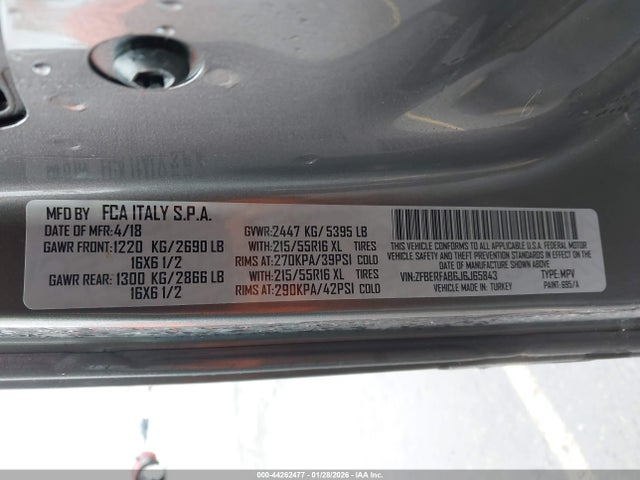 MFD BY FCA ITALY S.P.A.
DATE OF MFR: 4/18
GAWR FRONT: 1220 KG/ 2690 LB
16X6 1/2
GAWR REAR: 1300 KG/ 2866 LB
16X6 1/2
GVWR: 2447 KG/ 5395 LB
WITH: 215/55R16 XL TIRES
RIMS AT: 270KPA/39PSI COLD
WITH: 215/55R16 XL TIRES
RIMS AT: 290KPA/42PSI COLD
THIS VEHICLE CONFORMS TO ALL APPLICABLE U.S.A. FEDERAL MOTOR
VEHICLE SAFETY, BUMPER AND THEFT PREVENTION STANDARDS IN EFFECT ON THE
DATE OF MANUFACTURE SHOWN ABOVE
VIN: ZFBERFAB6J6J65843 TYPE: MPV
VEHICLE MADE IN: TURKEY PAINT: 695/A
000-44262477 - 01/28/2026 - IAAI, Inc.